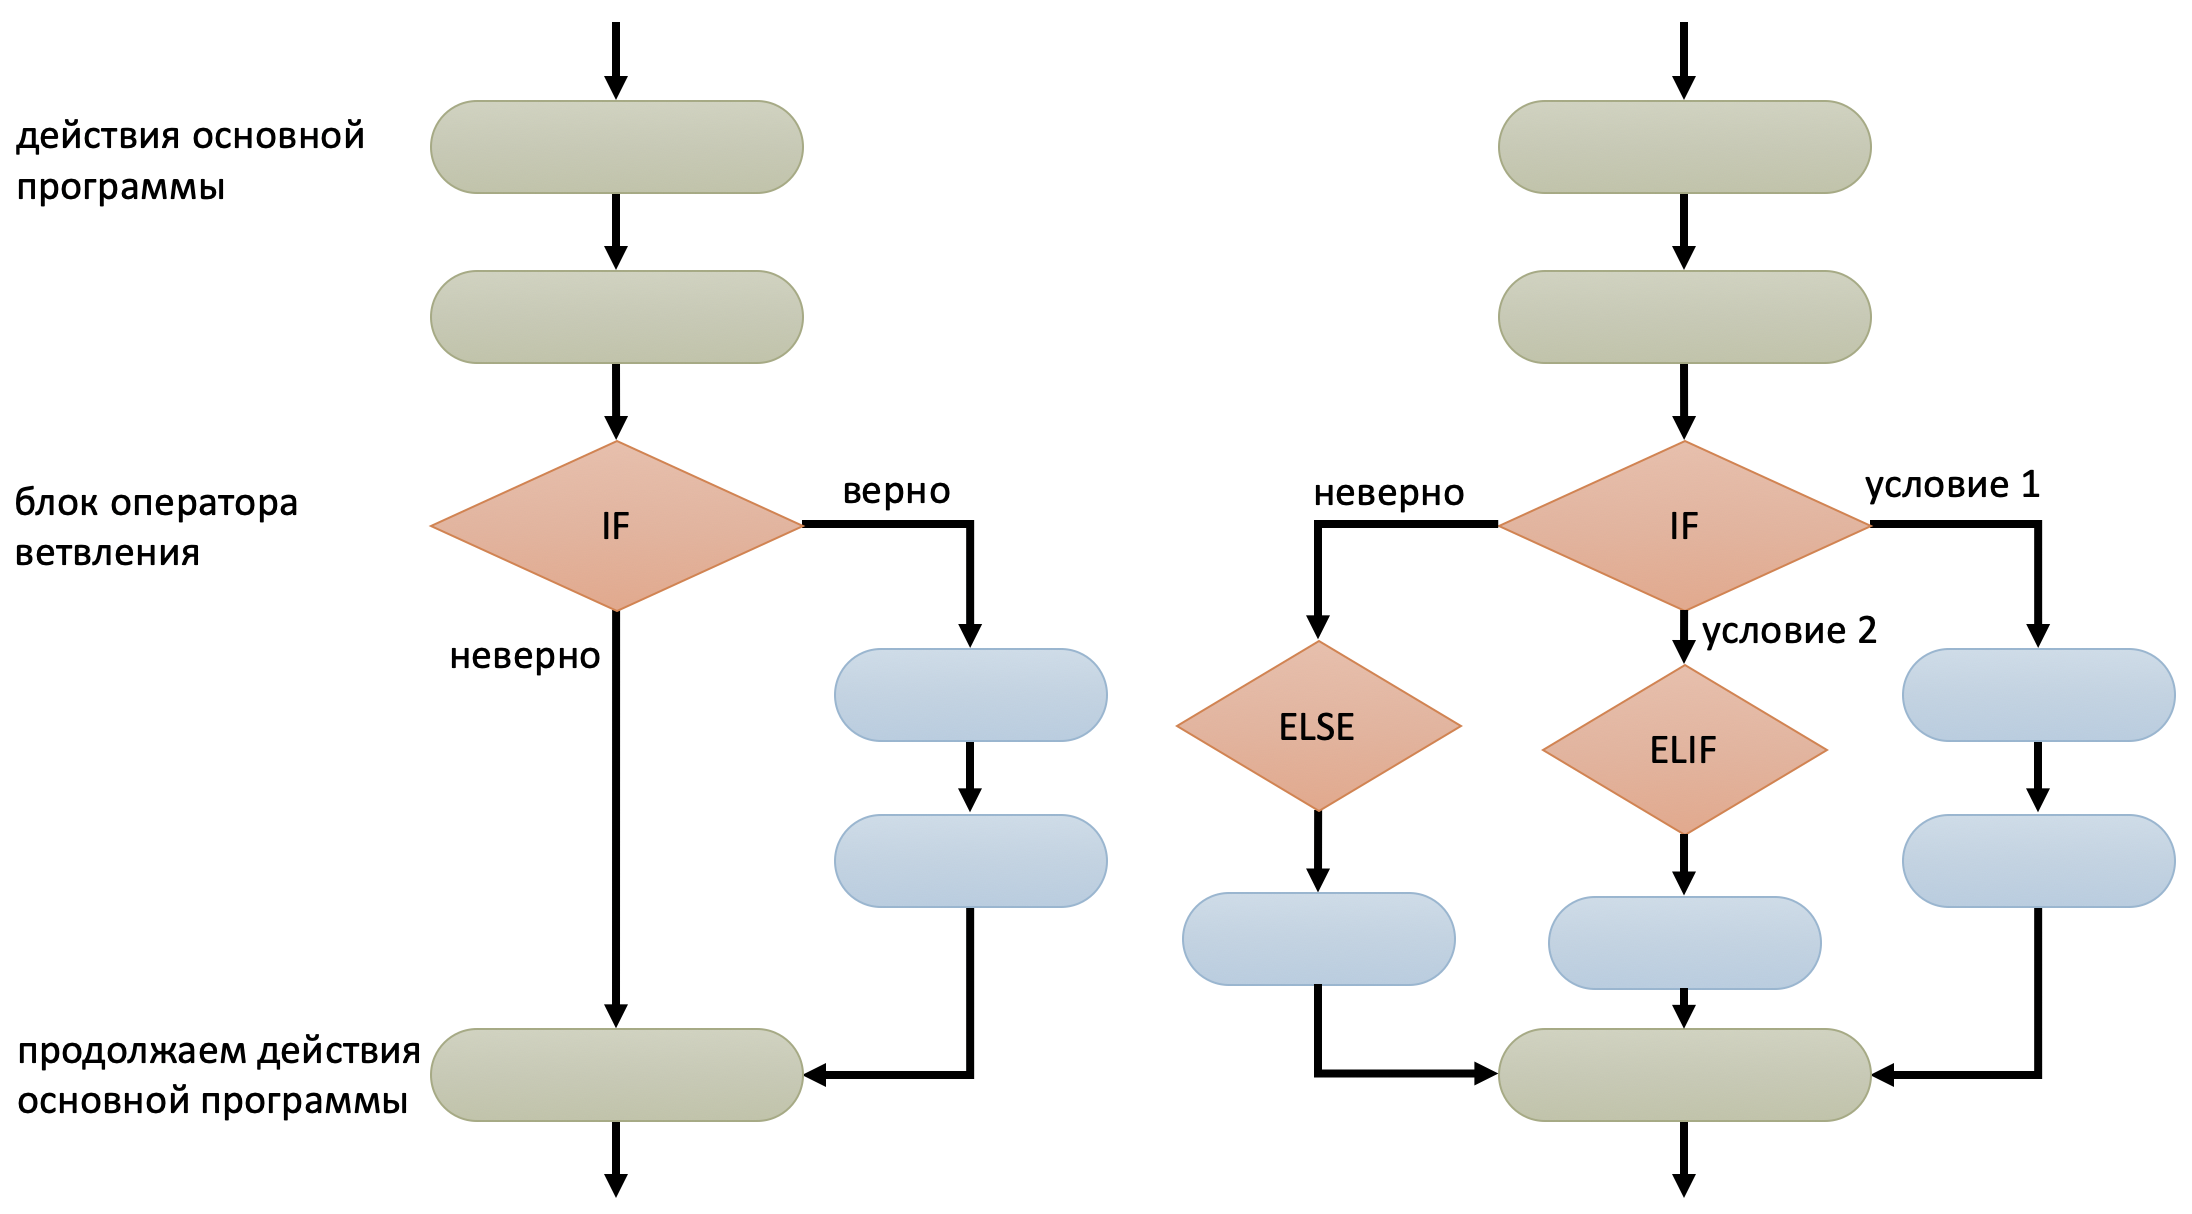 действия основной
программы
блок оператора
ветвления
IF
верно
неверно
продолжаем действия
основной программы
неверно
IF
условие 1
условие 2
ELSE
ELIF